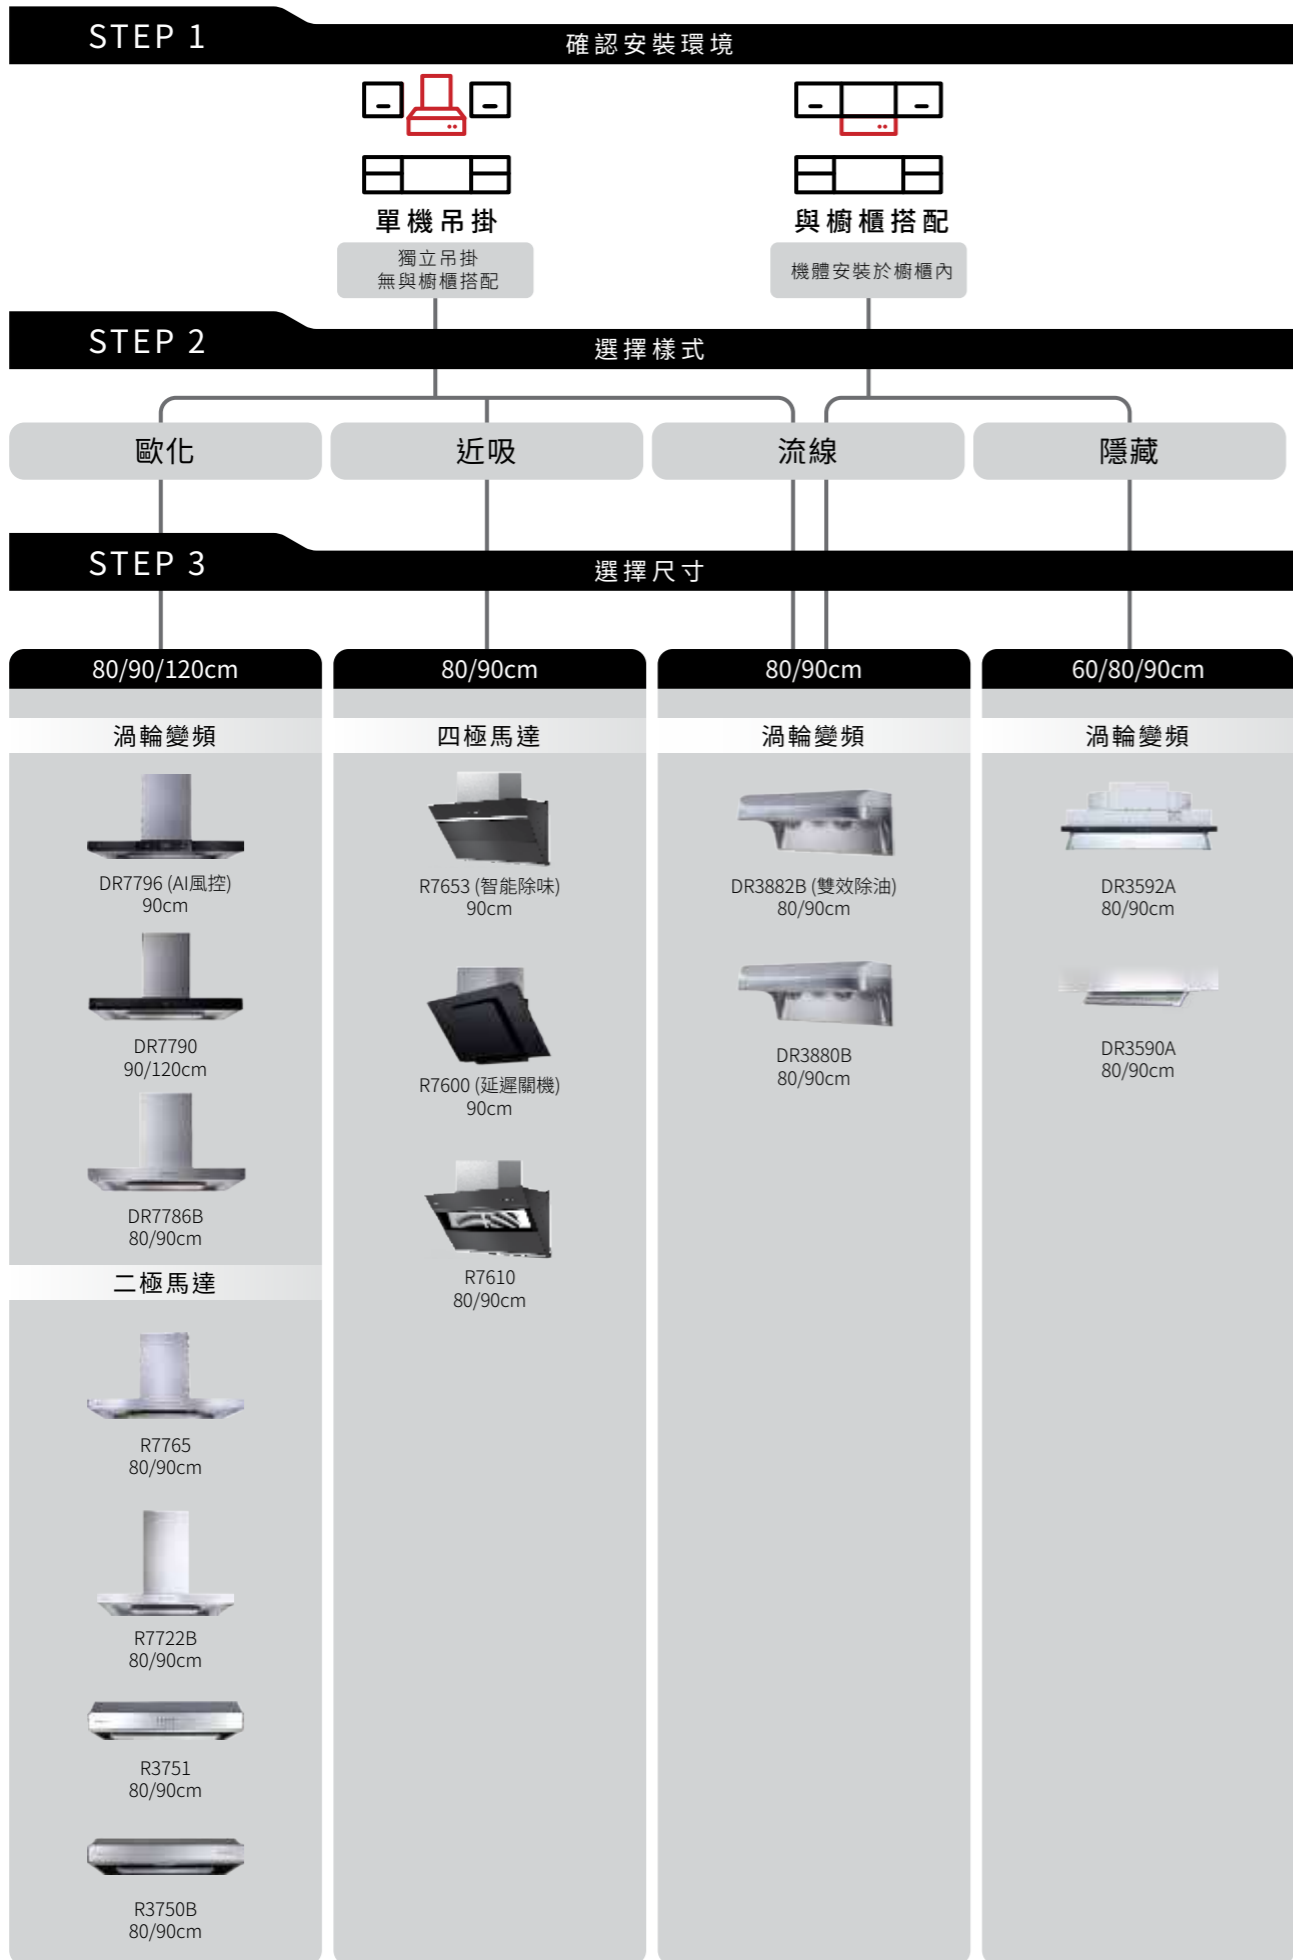 STEP 1
確認安裝環境
單機吊掛
獨立吊掛
無與櫥櫃搭配
與櫥櫃搭配
機體安裝於櫥櫃內
STEP 2
選擇樣式
歐化
近吸
流線
隱藏
STEP 3
選擇尺寸
80/90/120cm
渦輪變頻
DR7796 (AI風控)
90cm
DR7790
90/120cm
DR7786B
80/90cm
二極馬達
R7765
80/90cm
R7722B
80/90cm
R3751
80/90cm
R3750B
80/90cm
80/90cm
四極馬達
R7653 (智能除味)
90cm
R7600 (延遲關機)
90cm
R7610
80/90cm
80/90cm
渦輪變頻
DR3882B (雙效除油)
80/90cm
DR3880B
80/90cm
60/80/90cm
渦輪變頻
DR3592A
80/90cm
DR3590A
80/90cm